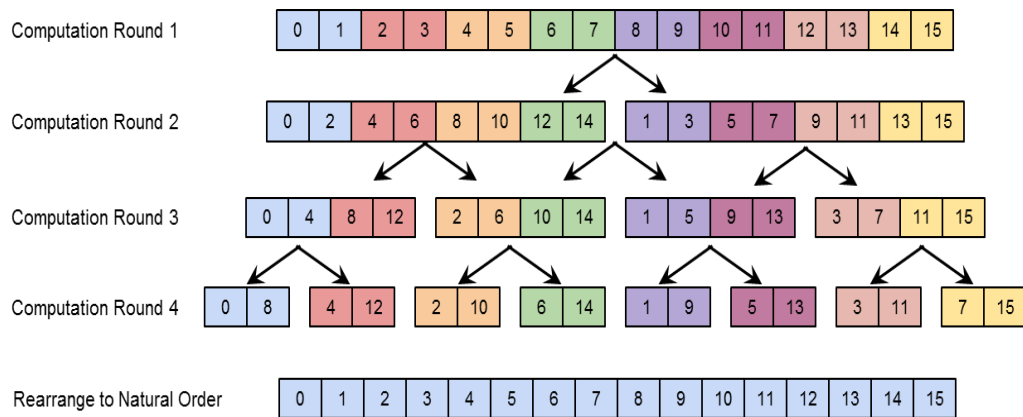 Computation Round 1 0 1 2 3 4 5 6 7 8 9 10 11 12 13 14 15
Computation Round 2 0 2 4 6 8 10 12 14 1 3 5 7 9 11 13 15
Computation Round 3 0 4 8 12 2 6 10 14 1 5 9 13 3 7 11 15
Computation Round 4 0 8 4 12 2 10 6 14 1 9 5 13 3 11 7 15
Rearrange to Natural Order 0 1 2 3 4 5 6 7 8 9 10 11 12 13 14 15